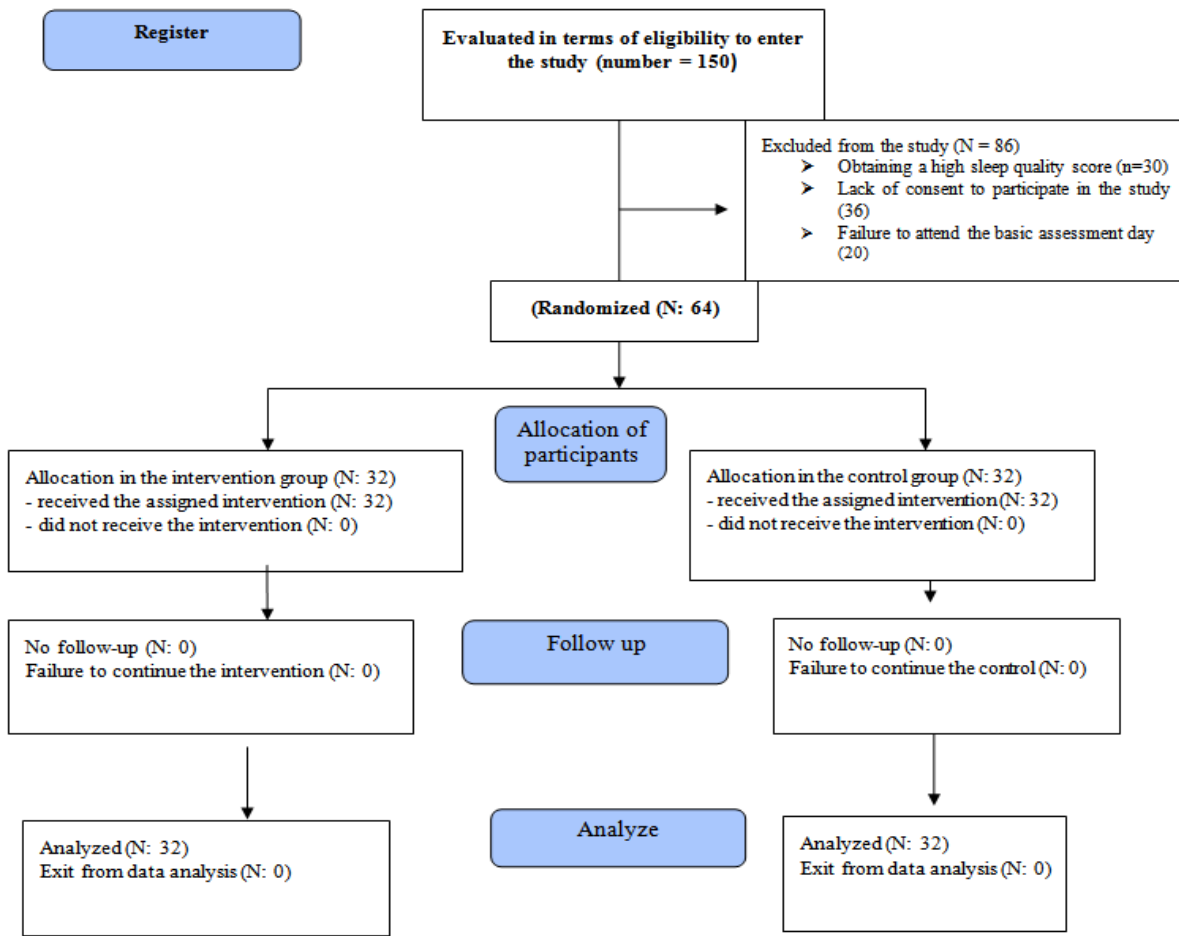 Register
Evaluated in terms of eligibility to enter
the study (number = 150)
Excluded from the study (N = 86)
➤ Obtaining a high sleep quality score (n=30)
➤ Lack of consent to participate in the study
(36)
➤ Failure to attend the basic assessment day
(20)
(Randomized (N: 64)
Allocation of
participants
Allocation in the intervention group (N: 32)
- received the assigned intervention (N: 32)
- did not receive the intervention (N: 0)
Allocation in the control group (N: 32)
- received the assigned intervention (N: 32)
- did not receive the intervention (N: 0)
Follow up
No follow-up (N: 0)
Failure to continue the intervention (N: 0)
No follow-up (N: 0)
Failure to continue the control (N: 0)
Analyze
Analyzed (N: 32)
Exit from data analysis (N: 0)
Analyzed (N: 32)
Exit from data analysis (N: 0)